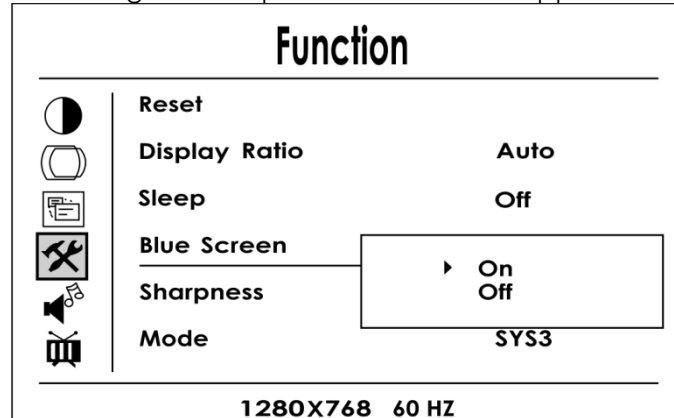 Function
Reset
Display Ratio Auto
Sleep Off
Blue Screen
On
Off
Sharpness
Mode SYS3
1280X768 60 HZ